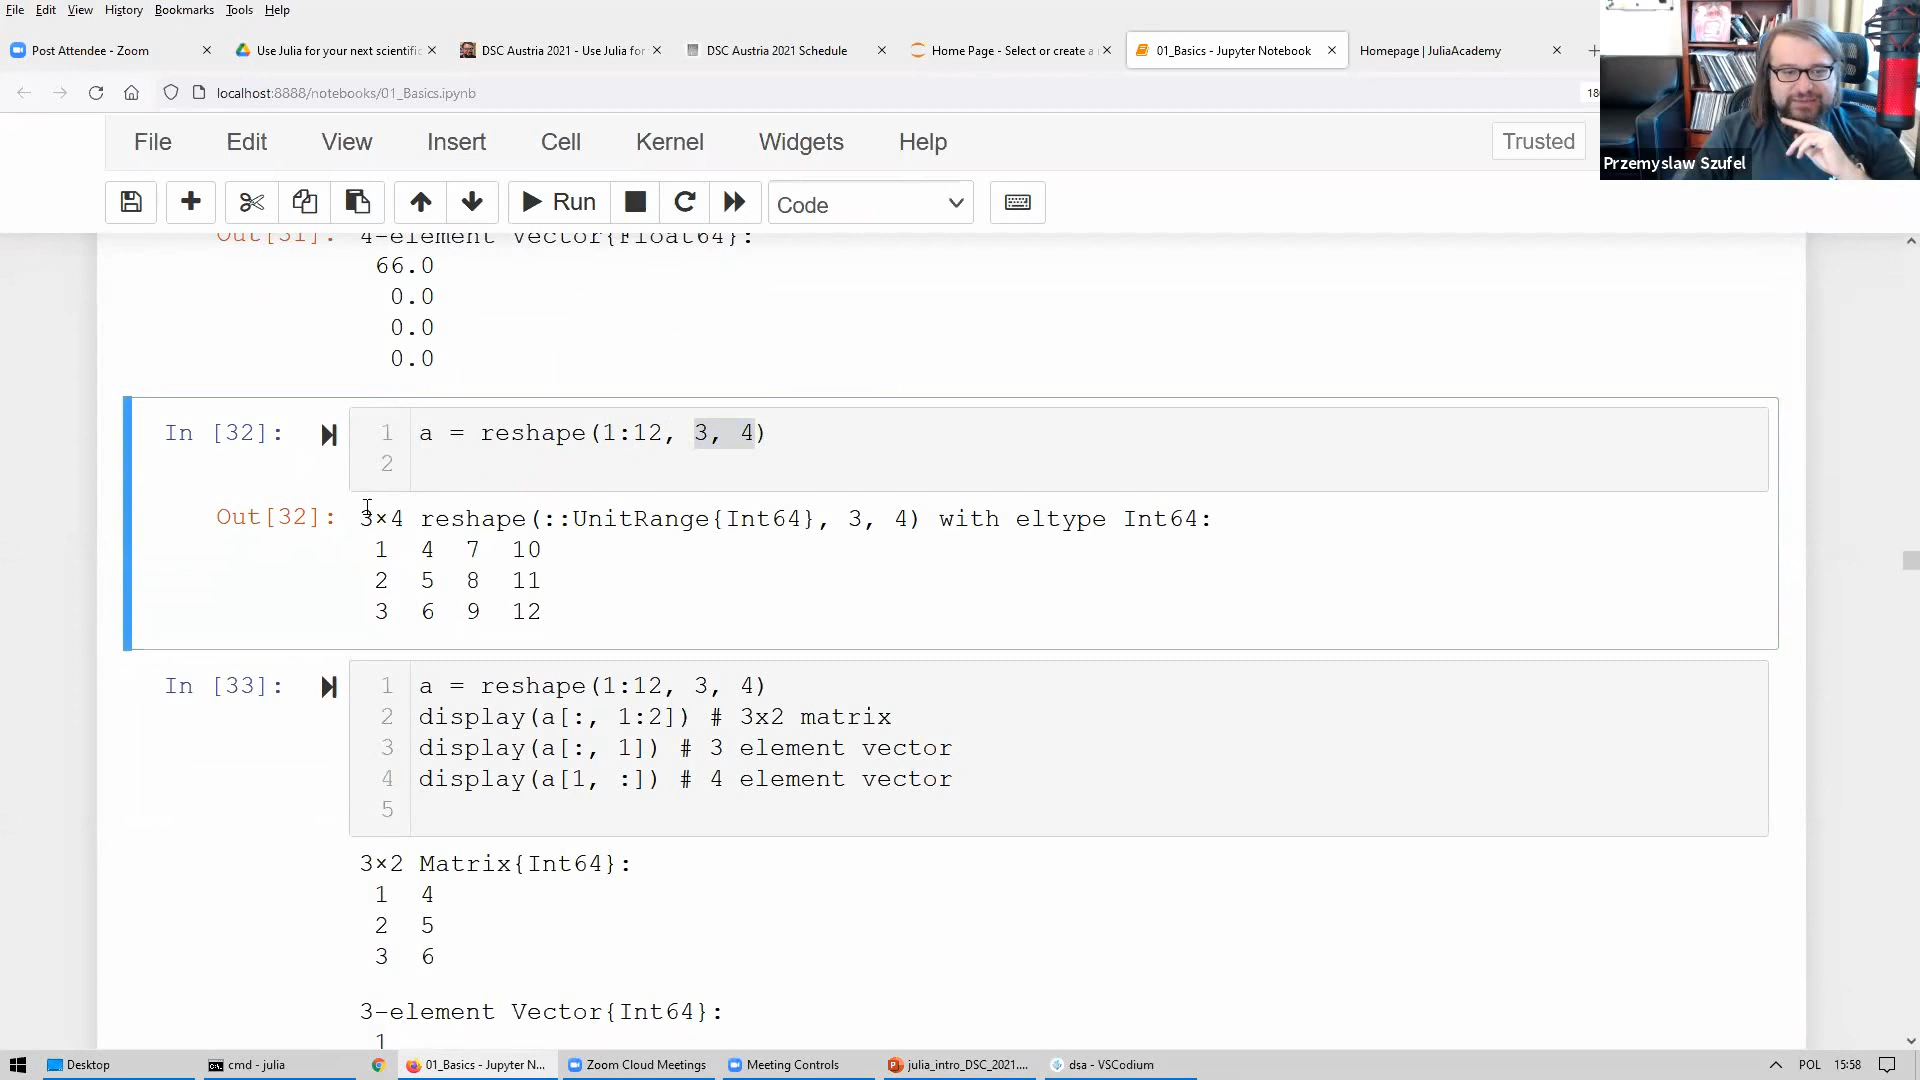 File Edit View History Bookmarks Tools Help
Post Attendee - Zoom
Use Julia for your next scientific
DSC Austria 2021 - Use Julia for
DSC Austria 2021 Schedule
Home Page - Select or create a
01_Basics - Jupyter Notebook
Homepage | JuliaAcademy
localhost:8888/notebooks/01_Basics.ipynb
18
Przemyslaw Szufel
File Edit View Insert Cell Kernel Widgets Help
Trusted
Run
Code
Out[31]: 4-element Vector{Float64}:
66.0
0.0
0.0
0.0
In [32]:
1 a = reshape(1:12, 3, 4)
2
Out[32]: 3×4 reshape(::UnitRange{Int64}, 3, 4) with eltype Int64:
1 4 7 10
2 5 8 11
3 6 9 12
In [33]:
1 a = reshape(1:12, 3, 4)
2 display(a[:, 1:2]) # 3x2 matrix
3 display(a[:, 1]) # 3 element vector
4 display(a[1, :]) # 4 element vector
5
3×2 Matrix{Int64}:
1 4
2 5
3 6
3-element Vector{Int64}:
1
Desktop
cmd - julia
01_Basics - Jupyter N...
Zoom Cloud Meetings
Meeting Controls
julia_intro_DSC_2021....
dsa - VSCodium
POL
15:58